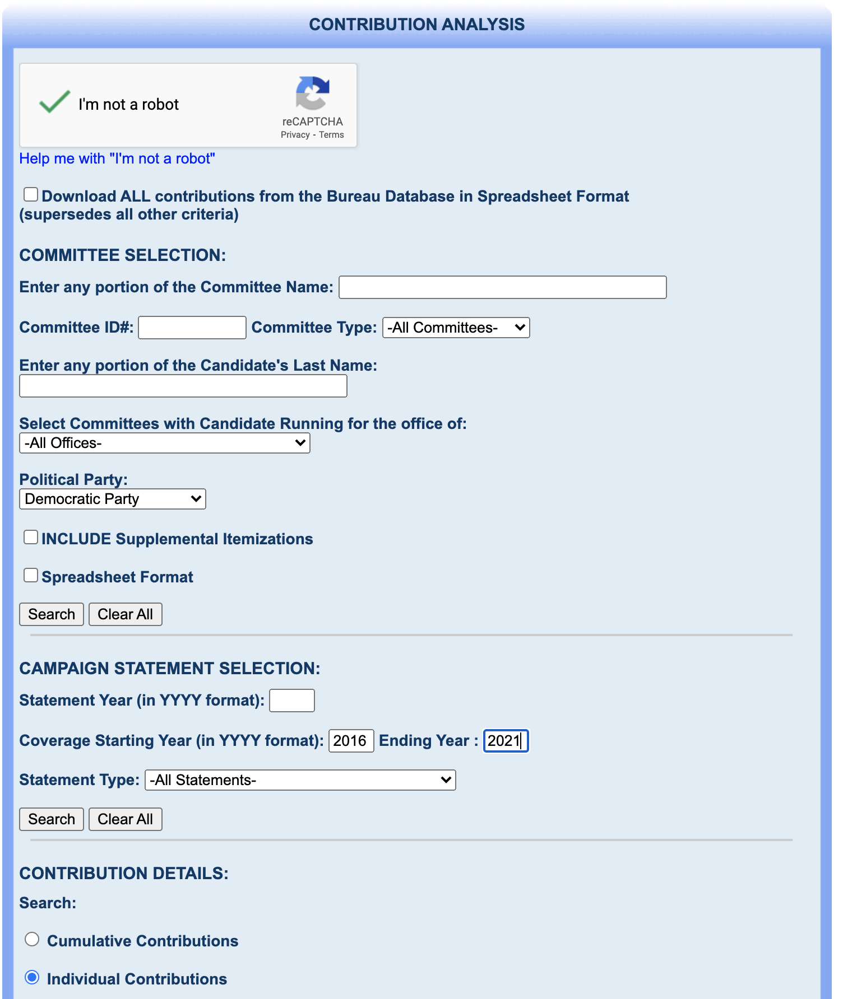 CONTRIBUTION ANALYSIS
I'm not a robot
reCAPTCHA
Privacy - Terms
Help me with "I'm not a robot"
Download ALL contributions from the Bureau Database in Spreadsheet Format
(supersedes all other criteria)
COMMITTEE SELECTION:
Enter any portion of the Committee Name:
Committee ID#: Committee Type: -All Committees-
Enter any portion of the Candidate's Last Name:
Select Committees with Candidate Running for the office of:
-All Offices-
Political Party:
Democratic Party
INCLUDE Supplemental Itemizations
Spreadsheet Format
Search Clear All
CAMPAIGN STATEMENT SELECTION:
Statement Year (in YYYY format):
Coverage Starting Year (in YYYY format): 2016 Ending Year : 2021
Statement Type: -All Statements-
Search Clear All
CONTRIBUTION DETAILS:
Search:
Cumulative Contributions
Individual Contributions